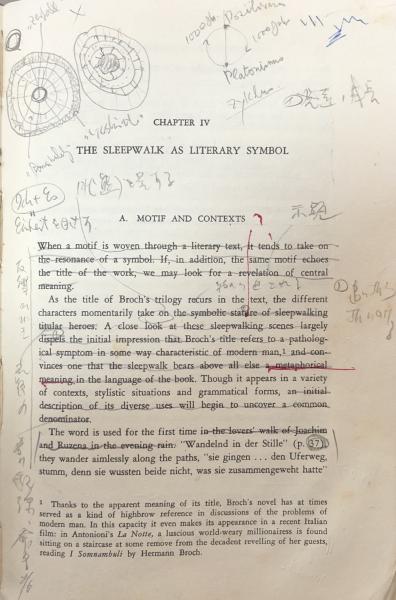 "zerfällt"
Positivism
1000 Jh.
1000 Jh.
Platonismus
Zyklus
CHAPTER IV
THE SLEEPWALK AS LITERARY SYMBOL
A. MOTIF AND CONTEXTS
When a motif is woven through a literary text, it tends to take on
the resonance of a symbol. If, in addition, the same motif echoes
the title of the work, we may look for a revelation of central
meaning.
As the title of Broch's trilogy recurs in the text, the different
characters momentarily take on the symbolic stature of sleepwalking
titular heroes. A close look at these sleepwalking scenes largely
dispels the initial impression that Broch's title refers to a pathol-
ogical symptom in some way characteristic of modern man,¹ and con-
vinces one that the sleepwalk bears above all else a metaphorical
meaning in the language of the book. Though it appears in a variety
of contexts, stylistic situations and grammatical forms, an initial
description of its diverse uses will begin to uncover a common
denominator.
The word is used for the first time in the lovers' walk of Joachim
and Ruzena in the evening rain: "Wandelnd in der Stille" (p. 37),
they wander aimlessly along the paths, "sie gingen . . . den Uferweg,
stumm, denn sie wussten beide nicht, was sie zusammengeweht hatte"
¹ Thanks to the apparent meaning of its title, Broch's novel has at times
served as a kind of highbrow reference in discussions of the problems of
modern man. In this capacity it even makes its appearance in a recent Italian
film: in Antonioni's La Notte, a luscious world-weary millionairess is found
sitting on a staircase at some remove from the decadent revelling of her guests,
reading I Somnambuli by Hermann Broch.